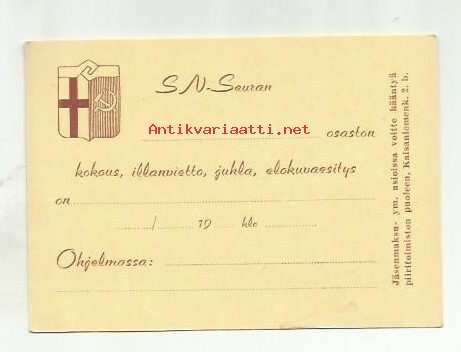 SN-Seuran
Antikvariaatti.net
osaston
kokous, illanvietto, juhla, elokuvaesitys
on
/ 19 klo
Ohjelmassa:
Jäsenmaksu- ym. asioissa voitte kääntyä
piiritoimiston puoleen, Kaisaniemenk. 2. b.